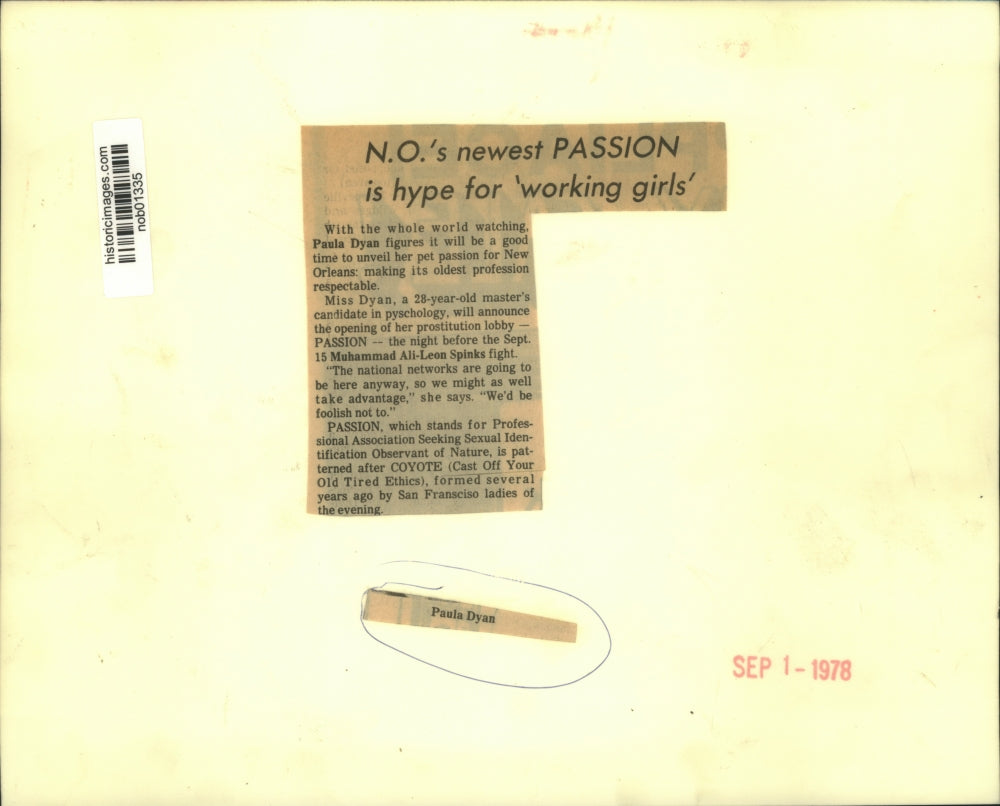 historicimages.com
nob01335
N.O.'s newest PASSION
is hype for 'working girls'
With the whole world watching,
Paula Dyan figures it will be a good
time to unveil her pet passion for New
Orleans: making its oldest profession
respectable.
Miss Dyan, a 28-year-old master's
candidate in pyschology, will announce
the opening of her prostitution lobby —
PASSION -- the night before the Sept.
15 Muhammad Ali-Leon Spinks fight.
"The national networks are going to
be here anyway, so we might as well
take advantage," she says. "We'd be
foolish not to."
PASSION, which stands for Profes-
sional Association Seeking Sexual Iden-
tification Observant of Nature, is pat-
terned after COYOTE (Cast Off Your
Old Tired Ethics), formed several
years ago by San Fransciso ladies of
the evening.
Paula Dyan
SEP 1-1978